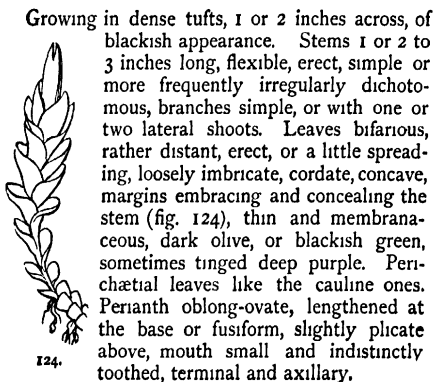 Growing in dense tufts, 1 or 2 inches across, of
blackish appearance. Stems 1 or 2 to
3 inches long, flexible, erect, simple or
more frequently irregularly dichoto-
mous, branches simple, or with one or
two lateral shoots. Leaves bifarious,
rather distant, erect, or a little spread-
ing, loosely imbricate, cordate, concave,
margins embracing and concealing the
stem (fig. 124), thin and membrana-
ceous, dark olive, or blackish green,
sometimes tinged deep purple. Peri-
chætial leaves like the cauline ones.
Perianth oblong-ovate, lengthened at
the base or fusiform, slightly plicate
above, mouth small and indistinctly
toothed, terminal and axillary.
124.